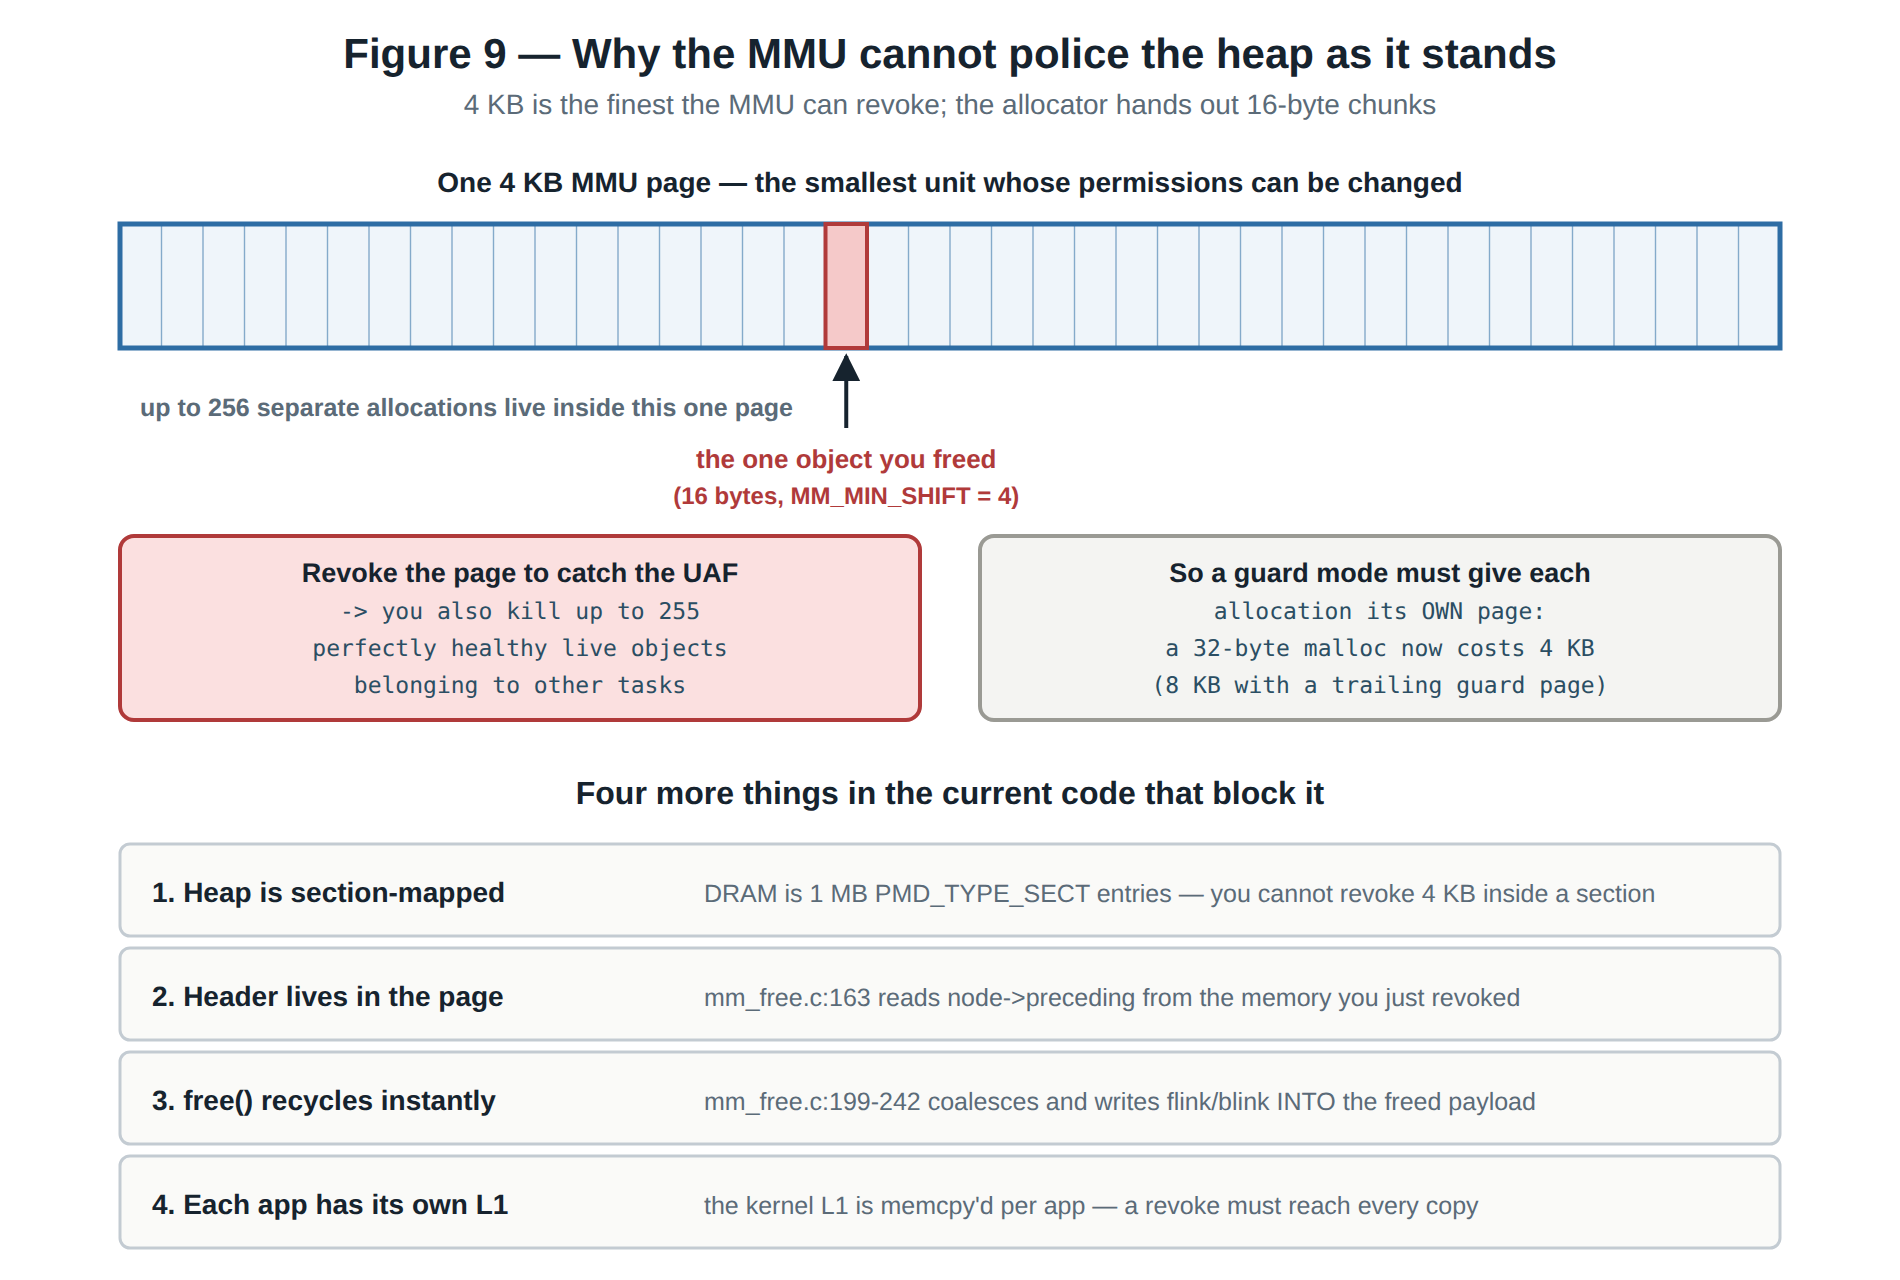 Figure 9 — Why the MMU cannot police the heap as it stands
4 KB is the finest the MMU can revoke; the allocator hands out 16-byte chunks
One 4 KB MMU page — the smallest unit whose permissions can be changed
up to 256 separate allocations live inside this one page
the one object you freed
(16 bytes, MM_MIN_SHIFT = 4)
Revoke the page to catch the UAF
-> you also kill up to 255
perfectly healthy live objects
belonging to other tasks
So a guard mode must give each
allocation its OWN page:
a 32-byte malloc now costs 4 KB
(8 KB with a trailing guard page)
Four more things in the current code that block it
1. Heap is section-mapped
DRAM is 1 MB PMD_TYPE_SECT entries — you cannot revoke 4 KB inside a section
2. Header lives in the page
mm_free.c:163 reads node->preceding from the memory you just revoked
3. free() recycles instantly
mm_free.c:199-242 coalesces and writes flink/blink INTO the freed payload
4. Each app has its own L1
the kernel L1 is memcpy'd per app — a revoke must reach every copy